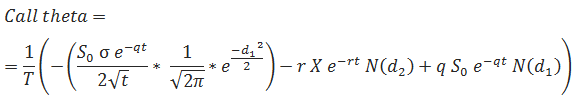 Call theta =
= 1/T (−(S₀ σ e^(−qt) / 2√t * 1/√2π * e^(−d₁²/2)) − r X e^(−rt) N(d₂) + q S₀ e^(−qt) N(d₁))